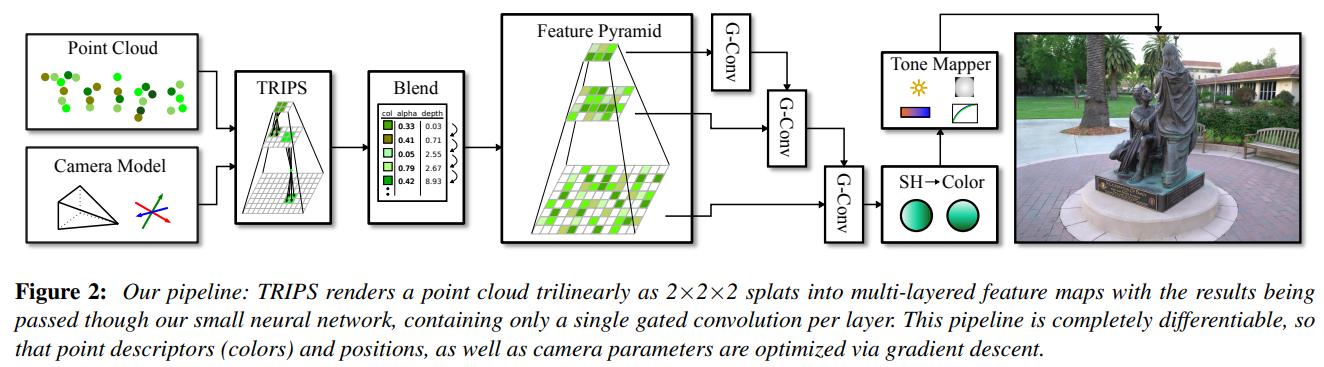 Point Cloud
Camera Model
TRIPS
Blend
col alpha depth
0.33 0.03
0.41 0.71
0.05 2.55
0.79 2.67
0.42 8.93
Feature Pyramid
G-Conv
G-Conv
G-Conv
Tone Mapper
SH→Color
Figure 2: Our pipeline: TRIPS renders a point cloud trilinearly as 2×2×2 splats into multi-layered feature maps with the results being
passed though our small neural network, containing only a single gated convolution per layer. This pipeline is completely differentiable, so
that point descriptors (colors) and positions, as well as camera parameters are optimized via gradient descent.